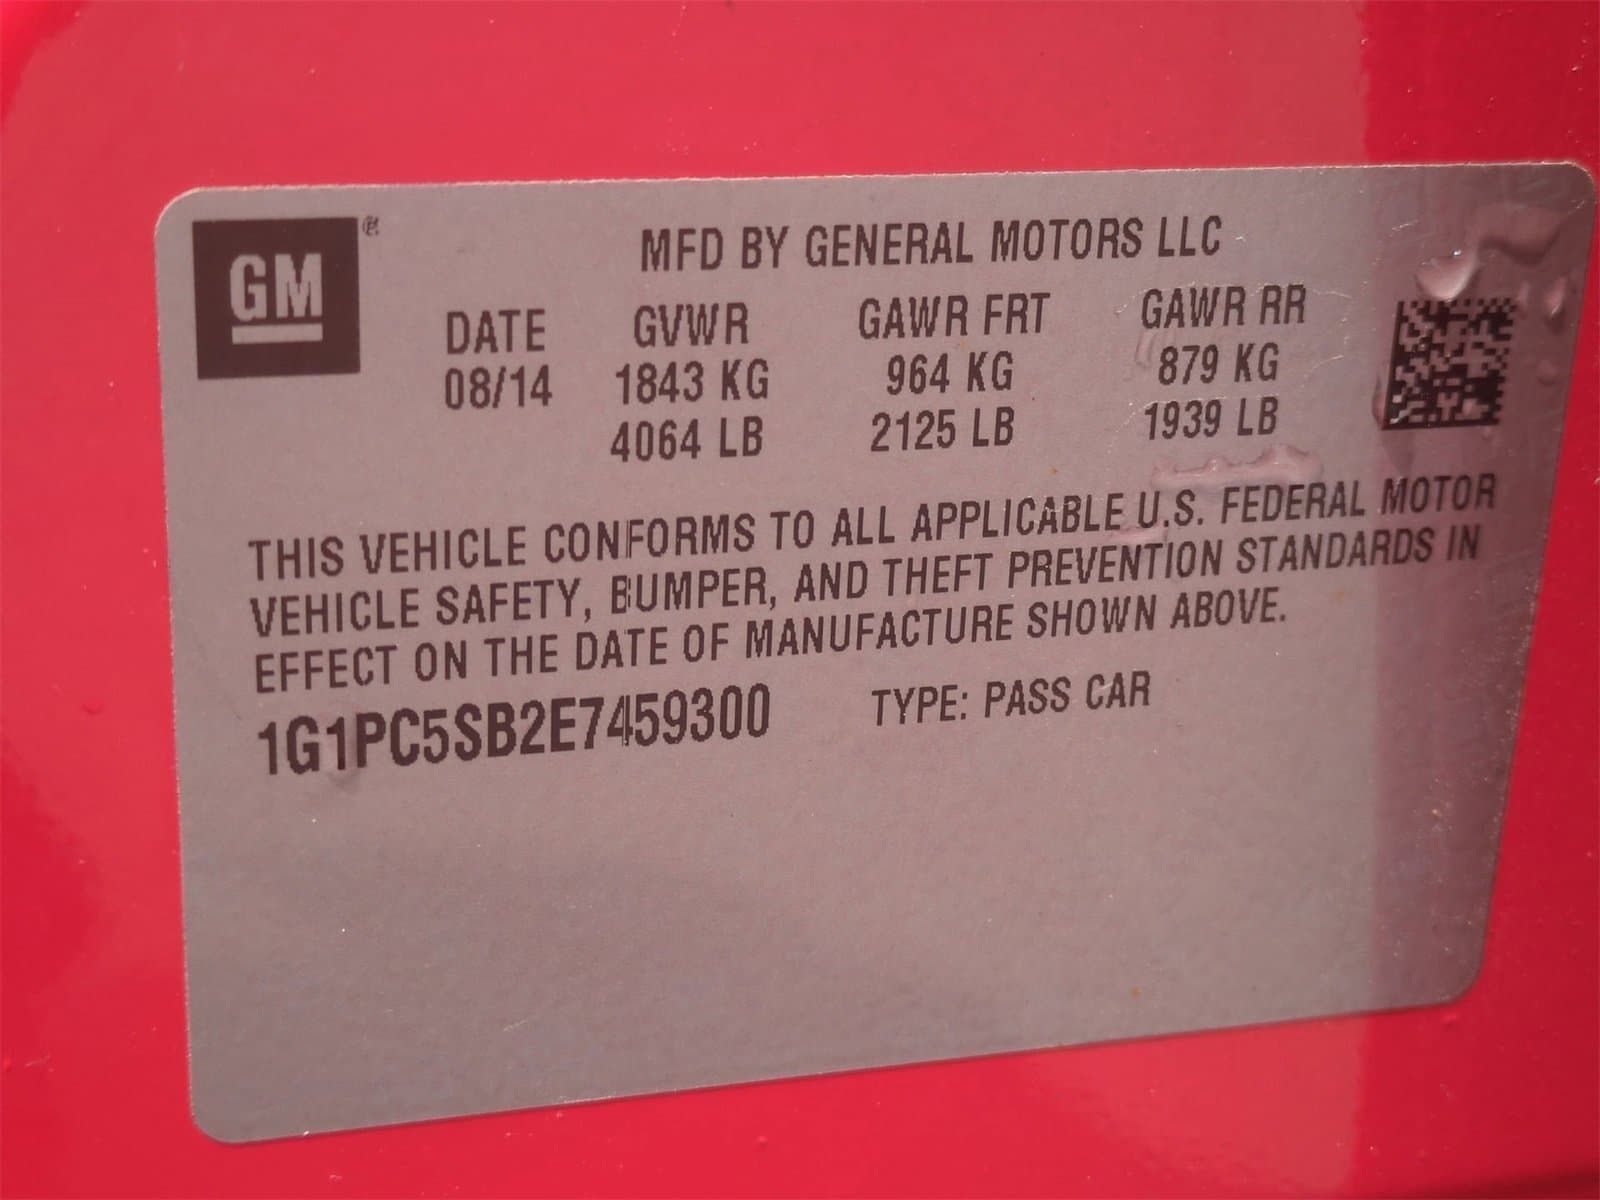 GM ®
MFD BY GENERAL MOTORS LLC
DATE GVWR GAWR FRT GAWR RR
08/14 1843 KG 964 KG 879 KG
4064 LB 2125 LB 1939 LB
THIS VEHICLE CONFORMS TO ALL APPLICABLE U.S. FEDERAL MOTOR
VEHICLE SAFETY, BUMPER, AND THEFT PREVENTION STANDARDS IN
EFFECT ON THE DATE OF MANUFACTURE SHOWN ABOVE.
1G1PC5SB2E7459300 TYPE: PASS CAR